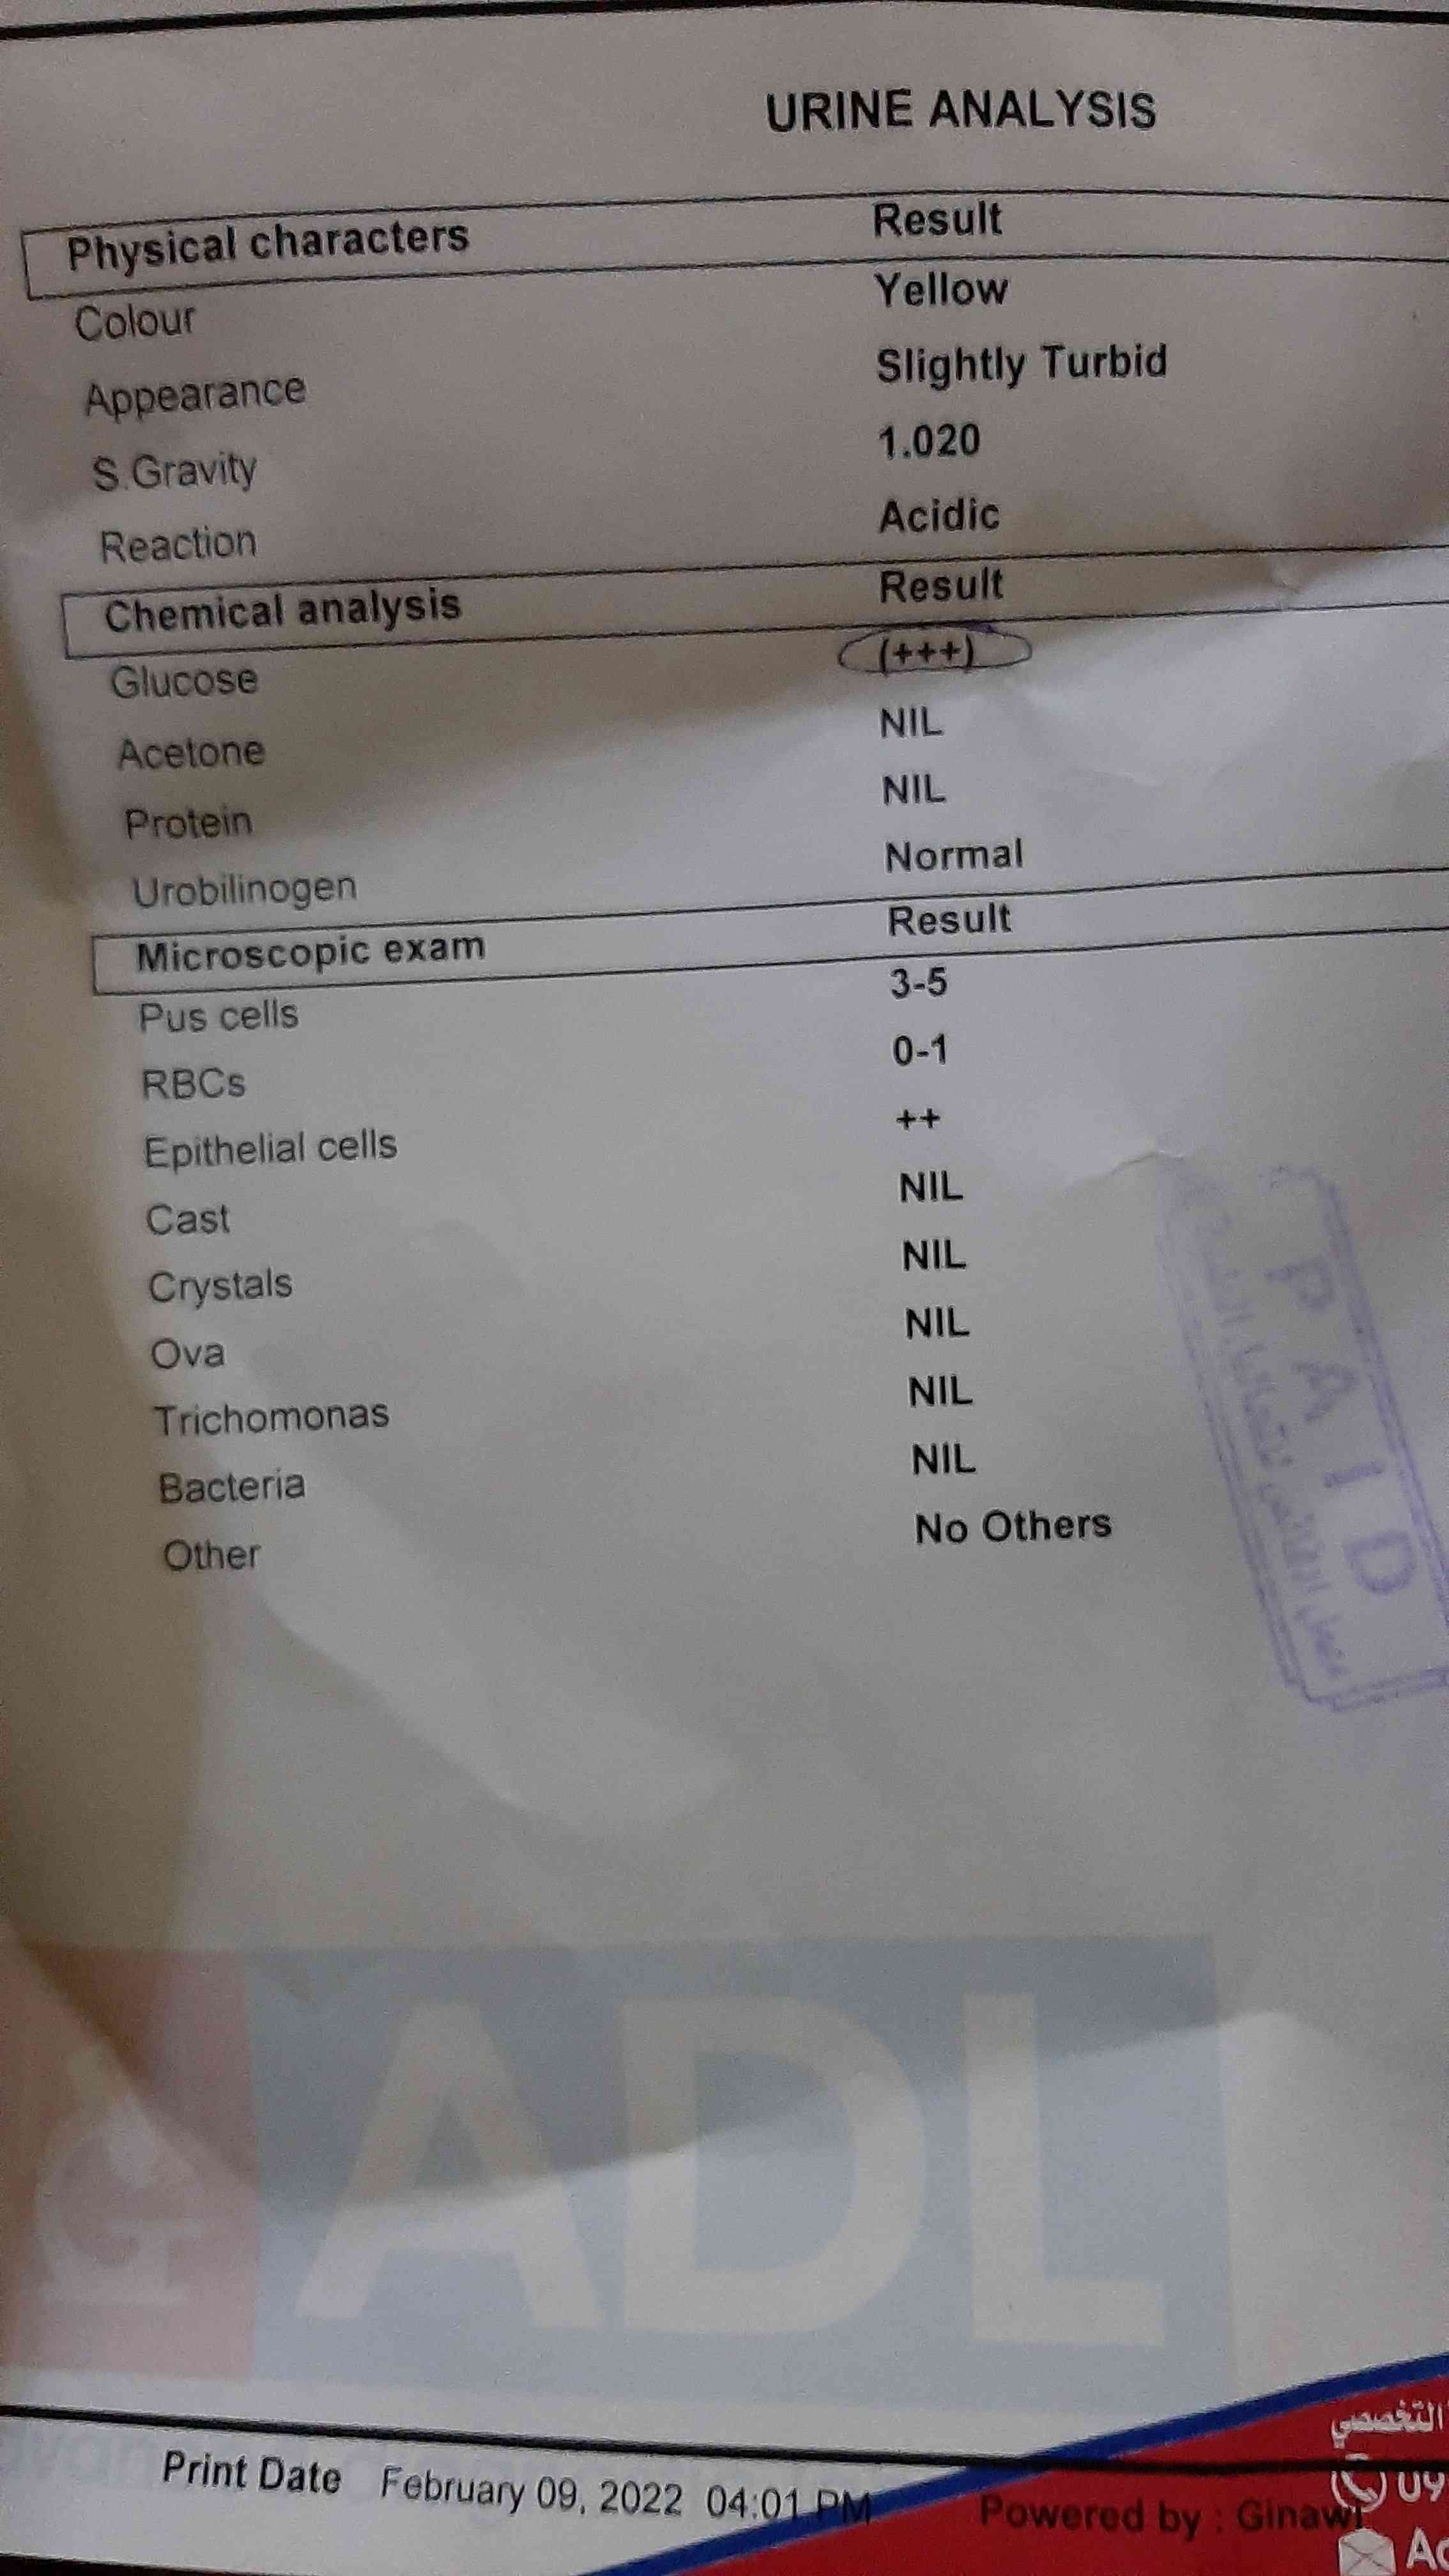 URINE ANALYSIS
Physical characters Result
Colour Yellow
Appearance Slightly Turbid
S.Gravity 1.020
Reaction Acidic
Chemical analysis Result
Glucose (+++)
Acetone NIL
Protein NIL
Urobilinogen Normal
Microscopic exam Result
Pus cells 3-5
RBCs 0-1
Epithelial cells ++
Cast NIL
Crystals NIL
Ova NIL
Trichomonas NIL
Bacteria NIL
Other No Others
PAID
ADL
التخصصي
Print Date February 09, 2022 04:01 PM
09
Powered by : Ginawi